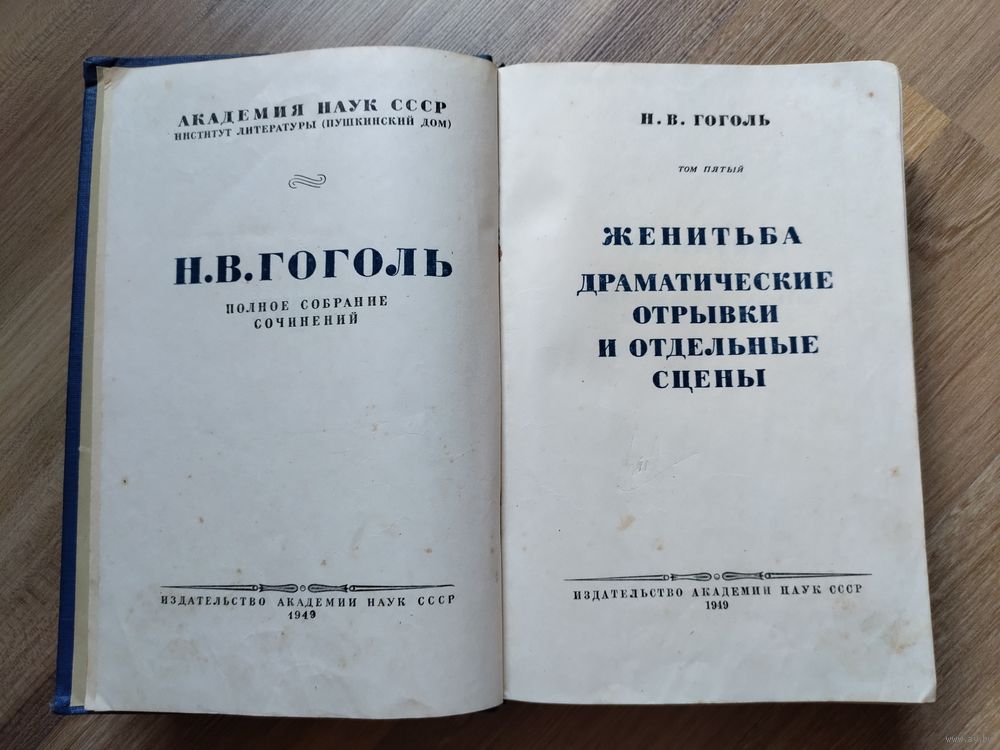 АКАДЕМИЯ НАУК СССР
ИНСТИТУТ ЛИТЕРАТУРЫ (ПУШКИНСКИЙ ДОМ)
Н.В.ГОГОЛЬ
ПОЛНОЕ СОБРАНИЕ
СОЧИНЕНИЙ
ИЗДАТЕЛЬСТВО АКАДЕМИИ НАУК СССР
1949
Н. В. ГОГОЛЬ
ТОМ ПЯТЫЙ
ЖЕНИТЬБА
ДРАМАТИЧЕСКИЕ
ОТРЫВКИ
И ОТДЕЛЬНЫЕ
СЦЕНЫ
ИЗДАТЕЛЬСТВО АКАДЕМИИ НАУК СССР
1949